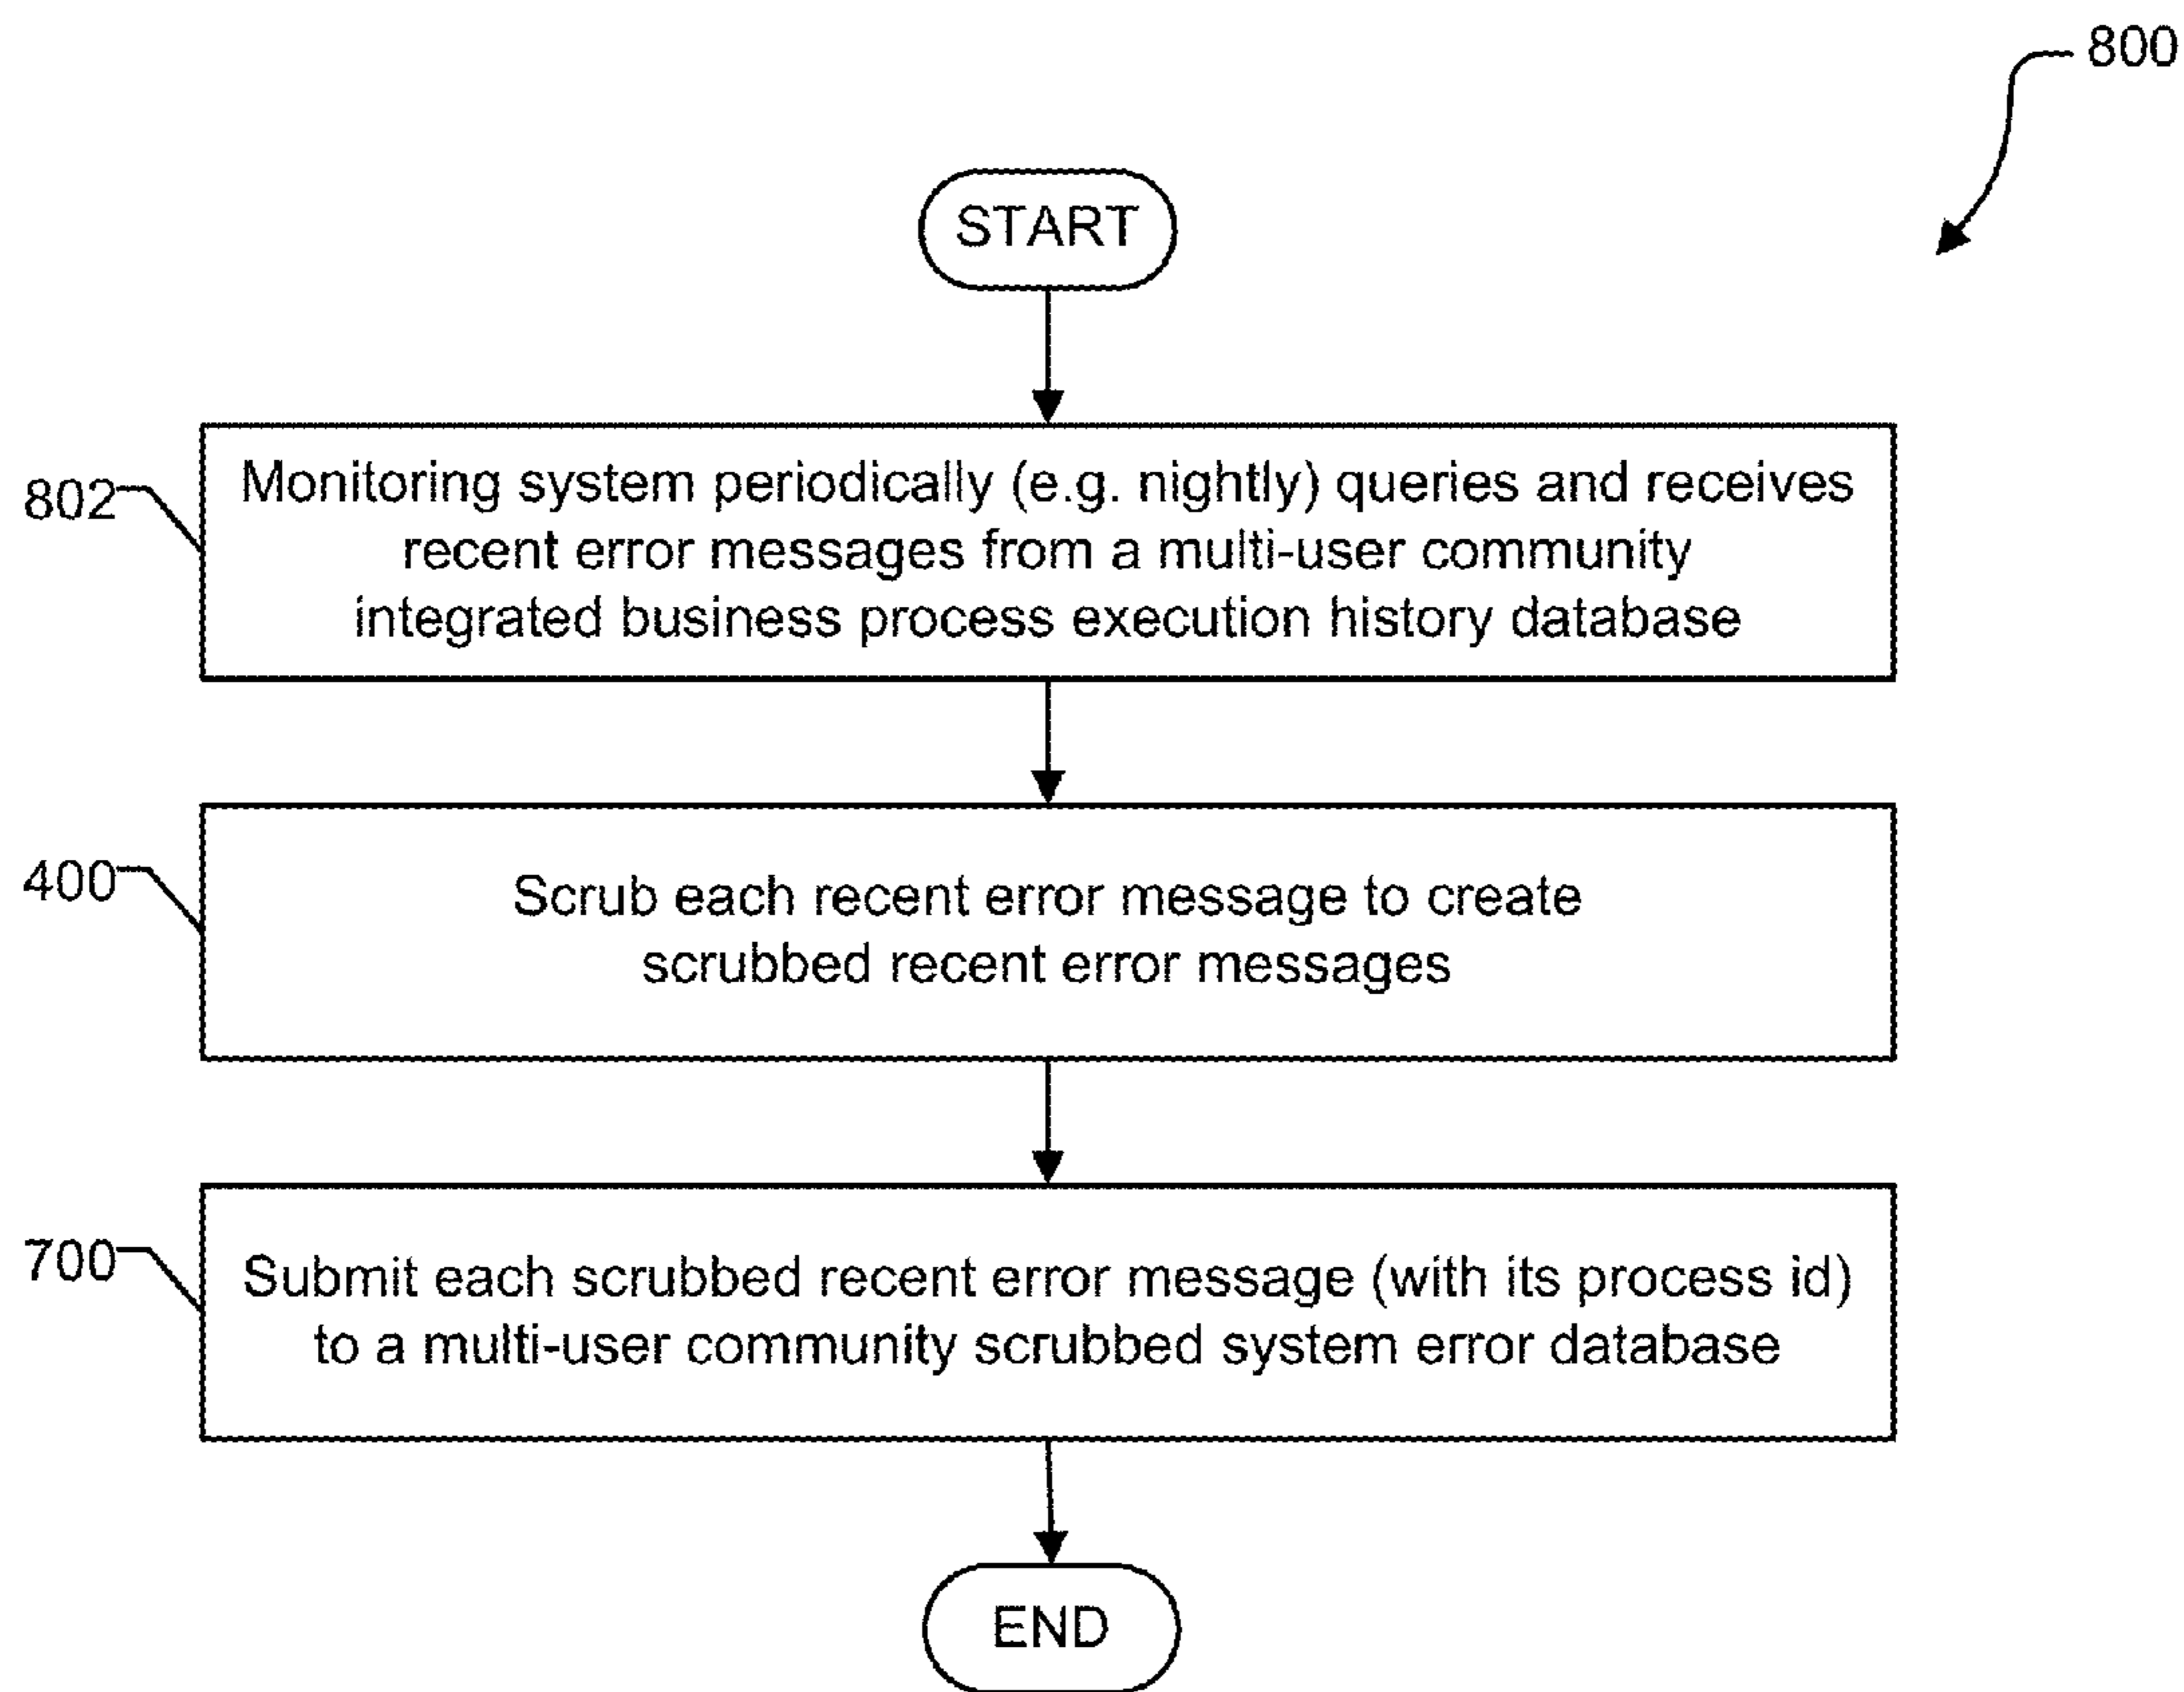 800
START
802
Monitoring system periodically (e.g. nightly) queries and receives
recent error messages from a multi-user community
integrated business process execution history database
400
Scrub each recent error message to create
scrubbed recent error messages
700
Submit each scrubbed recent error message (with its process id)
to a multi-user community scrubbed system error database
END